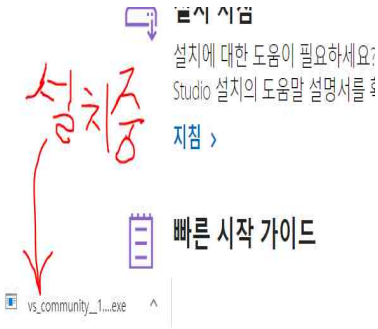 설치 지침
설치에 대한 도움이 필요하세요?
Studio 설치의 도움말 설명서를 확
지침 >
설치중
빠른 시작 가이드
vs_community__1....exe